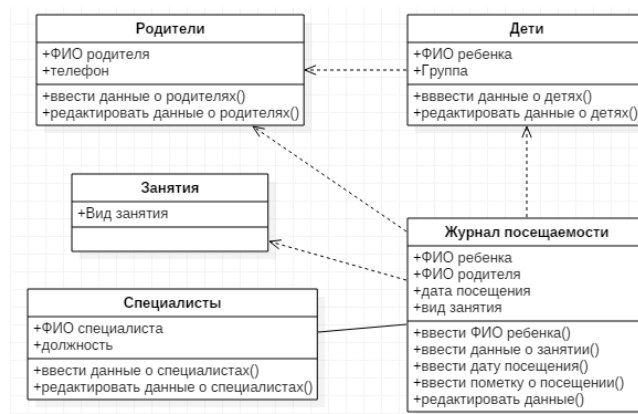 Родители
+ФИО родителя
+телефон
+ввести данные о родителях()
+редактировать данные о родителях()
Дети
+ФИО ребенка
+Группа
+вввести данные о детях()
+редактировать данные о детях()
Занятия
+Вид занятия
Журнал посещаемости
+ФИО ребенка
+ФИО родителя
+дата посещения
+вид занятия
+ввести ФИО ребенка()
+ввести данные о занятии()
+ввести дату посещения()
+ввести пометку о посещении()
+редактировать данные()
Специалисты
+ФИО специалиста
+должность
+ввести данные о специалистах()
+редактировать данные о специалистах()